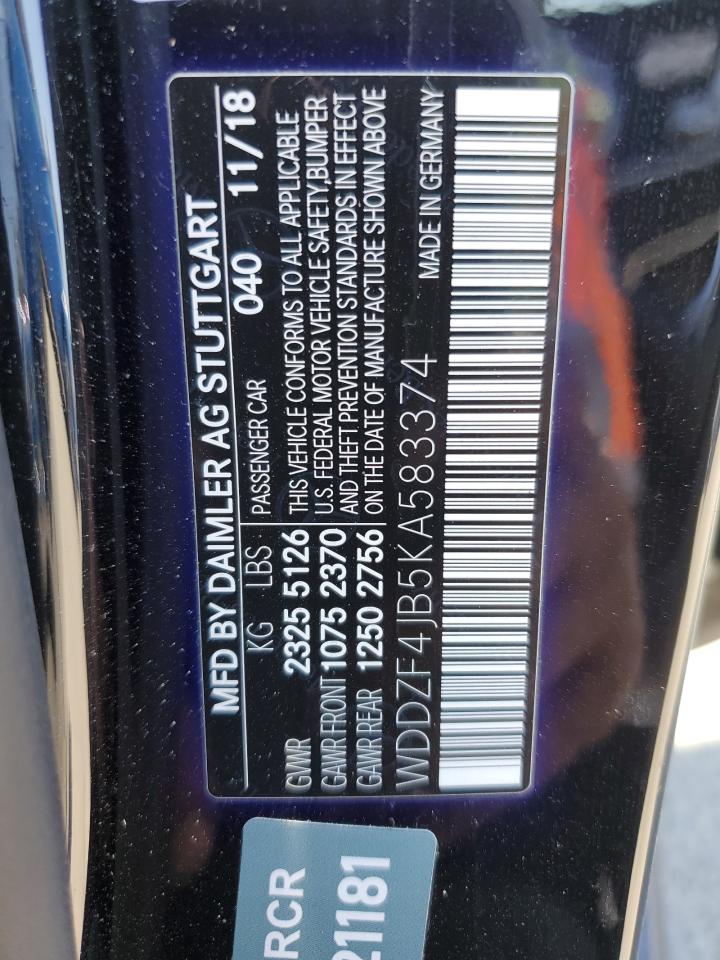 MFD BY DAIMLER AG STUTTGART
KG LBS PASSENGER CAR 040 11/18
GVWR 2325 5126 THIS VEHICLE CONFORMS TO ALL APPLICABLE
GAWR FRONT 1075 2370 U.S. FEDERAL MOTOR VEHICLE SAFETY, BUMPER,
GAWR REAR 1250 2756 AND THEFT PREVENTION STANDARDS IN EFFECT
ON THE DATE OF MANUFACTURE SHOWN ABOVE
WDDZF4JB5KA583374 MADE IN GERMANY
RCR
21181